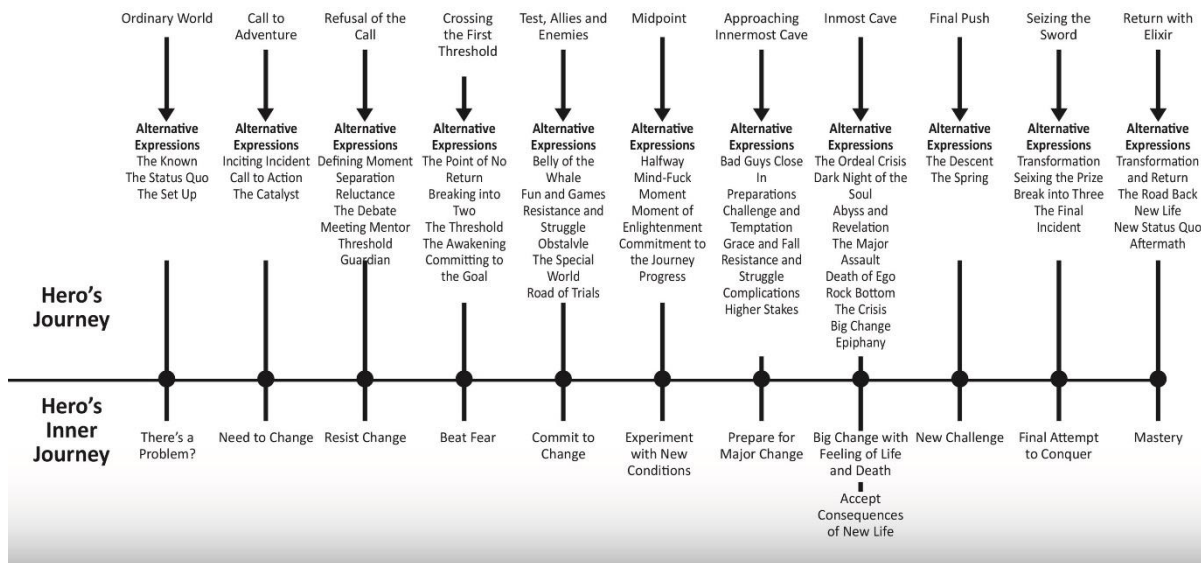 Ordinary World
Call to
Adventure
Refusal of the
Call
Crossing
the First
Threshold
Test, Allies and
Enemies
Midpoint
Approaching
Innermost Cave
Inmost Cave
Final Push
Seizing the
Sword
Return with
Elixir
Alternative
Expressions
The Known
The Status Quo
The Set Up
Alternative
Expressions
Inciting Incident
Call to Action
The Catalyst
Alternative
Expressions
Defining Moment
Separation
Reluctance
The Debate
Meeting Mentor
Threshold
Guardian
Alternative
Expressions
The Point of No
Return
Breaking into
Two
The Threshold
The Awakening
Committing to
the Goal
Alternative
Expressions
Belly of the
Whale
Fun and Games
Resistance and
Struggle
Obstalvle
The Special
World
Road of Trials
Alternative
Expressions
Halfway
Mind-Fuck
Moment
Moment of
Enlightenment
Commitment to
the Journey
Progress
Alternative
Expressions
Bad Guys Close
In
Preparations
Challenge and
Temptation
Grace and Fall
Resistance and
Struggle
Complications
Higher Stakes
Alternative
Expressions
The Ordeal Crisis
Dark Night of the
Soul
Abyss and
Revelation
The Major
Assault
Death of Ego
Rock Bottom
The Crisis
Big Change
Epiphany
Alternative
Expressions
The Descent
The Spring
Alternative
Expressions
Transformation
Seizing the Prize
Break into Three
The Final
Incident
Alternative
Expressions
Transformation
and Return
The Road Back
New Life
New Status Quo
Aftermath
Hero's
Journey
Hero's
Inner
Journey
There's a
Problem?
Need to Change
Resist Change
Beat Fear
Commit to
Change
Experiment
with New
Conditions
Prepare for
Major Change
Big Change with
Feeling of Life
and Death
Accept
Consequences
of New Life
New Challenge
Final Attempt
to Conquer
Mastery